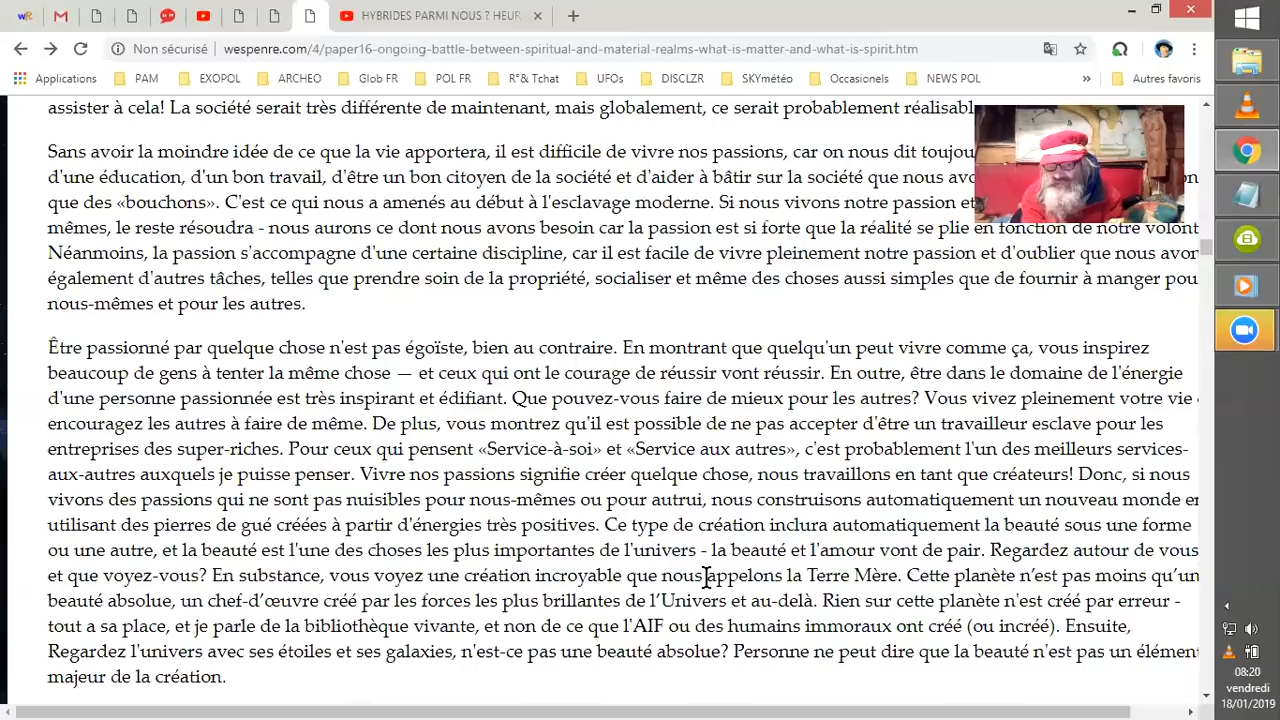 HYBRIDES PARMI NOUS ? HEUR
Non sécurisé
wespenre.com/4/paper16-ongoing-battle-between-spiritual-and-material-realms-what-is-matter-and-what-is-spirit.htm
Applications PAM EXOPOL ARCHEO Glob FR POL FR R°& Tchat UFOs DISCLZR SKYmétéo Occasionels NEWS POL » Autres favoris
assister à cela! La société serait très différente de maintenant, mais globalement, ce serait probablement réalisabl
Sans avoir la moindre idée de ce que la vie apportera, il est difficile de vivre nos passions, car on nous dit toujou
d'une éducation, d'un bon travail, d'être un bon citoyen de la société et d'aider à bâtir sur la société que nous avo
que des «bouchons». C'est ce qui nous a amenés au début à l'esclavage moderne. Si nous vivons notre passion et
mêmes, le reste résoudra - nous aurons ce dont nous avons besoin car la passion est si forte que la réalité se plie en fonction de notre volont
Néanmoins, la passion s'accompagne d'une certaine discipline, car il est facile de vivre pleinement notre passion et d'oublier que nous avon
également d'autres tâches, telles que prendre soin de la propriété, socialiser et même des choses aussi simples que de fournir à manger pou
nous-mêmes et pour les autres.
Être passionné par quelque chose n'est pas égoïste, bien au contraire. En montrant que quelqu'un peut vivre comme ça, vous inspirez
beaucoup de gens à tenter la même chose — et ceux qui ont le courage de réussir vont réussir. En outre, être dans le domaine de l'énergie
d'une personne passionnée est très inspirant et édifiant. Que pouvez-vous faire de mieux pour les autres? Vous vivez pleinement votre vie
encouragez les autres à faire de même. De plus, vous montrez qu'il est possible de ne pas accepter d'être un travailleur esclave pour les
entreprises des super-riches. Pour ceux qui pensent «Service-à-soi» et «Service aux autres», c'est probablement l'un des meilleurs services-
aux-autres auxquels je puisse penser. Vivre nos passions signifie créer quelque chose, nous travaillons en tant que créateurs! Donc, si nous
vivons des passions qui ne sont pas nuisibles pour nous-mêmes ou pour autrui, nous construisons automatiquement un nouveau monde en
utilisant des pierres de gué créées à partir d'énergies très positives. Ce type de création inclura automatiquement la beauté sous une forme
ou une autre, et la beauté est l'une des choses les plus importantes de l'univers - la beauté et l'amour vont de pair. Regardez autour de vous
et que voyez-vous? En substance, vous voyez une création incroyable que nous appelons la Terre Mère. Cette planète n’est pas moins qu’un
beauté absolue, un chef-d’œuvre créé par les forces les plus brillantes de l’Univers et au-delà. Rien sur cette planète n'est créé par erreur -
tout a sa place, et je parle de la bibliothèque vivante, et non de ce que l'AIF ou des humains immoraux ont créé (ou incréé). Ensuite,
Regardez l'univers avec ses étoiles et ses galaxies, n'est-ce pas une beauté absolue? Personne ne peut dire que la beauté n'est pas un élément
majeur de la création.
08:20
vendredi
18/01/2019